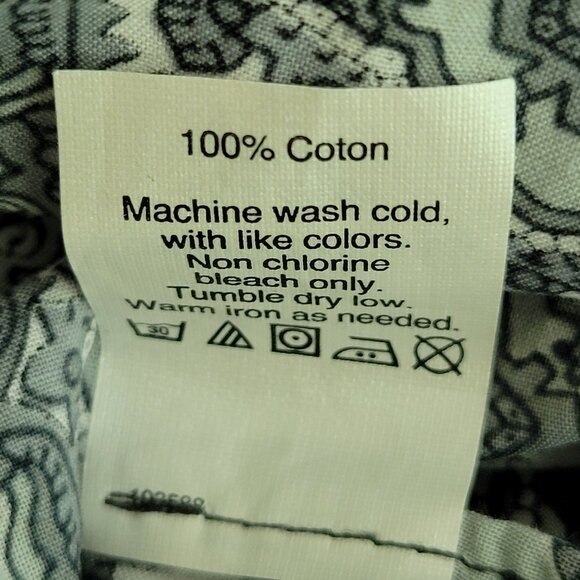 100% Coton
Machine wash cold,
with like colors.
Non chlorine
bleach only.
Tumble dry low.
Warm iron as needed.
30